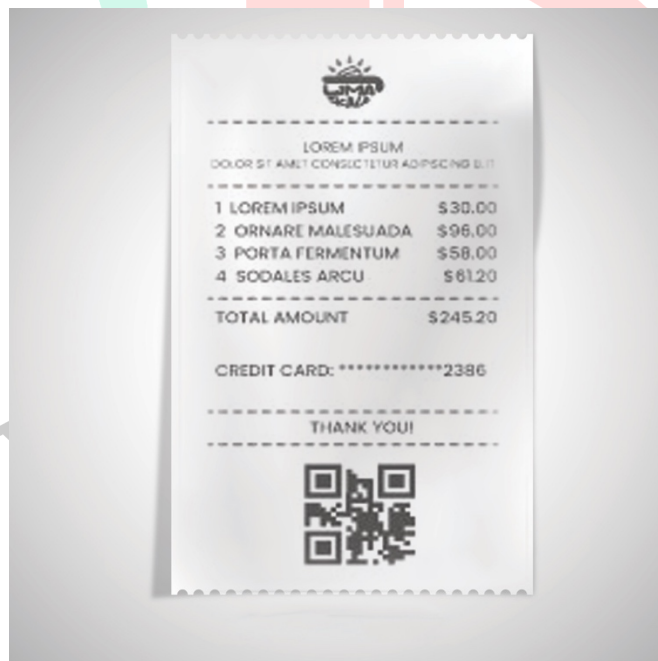 LOREM IPSUM
DOLOR SIT AMET CONSECTETUR ADIPISCING ELIT
1 LOREM IPSUM $30.00
2 ORNARE MALESUADA $96.00
3 PORTA FERMENTUM $58.00
4 SODALES ARCU $61.20
TOTAL AMOUNT $245.20
CREDIT CARD: ************2386
THANK YOU!